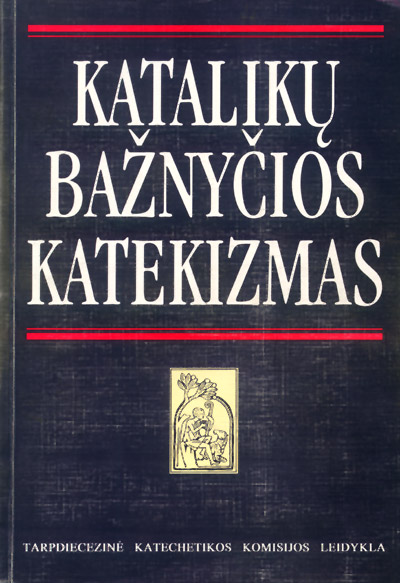 KATALIKŲ
BAŽNYČIOS
KATEKIZMAS
TARPDIECEZINĖ KATECHETIKOS KOMISIJOS LEIDYKLA